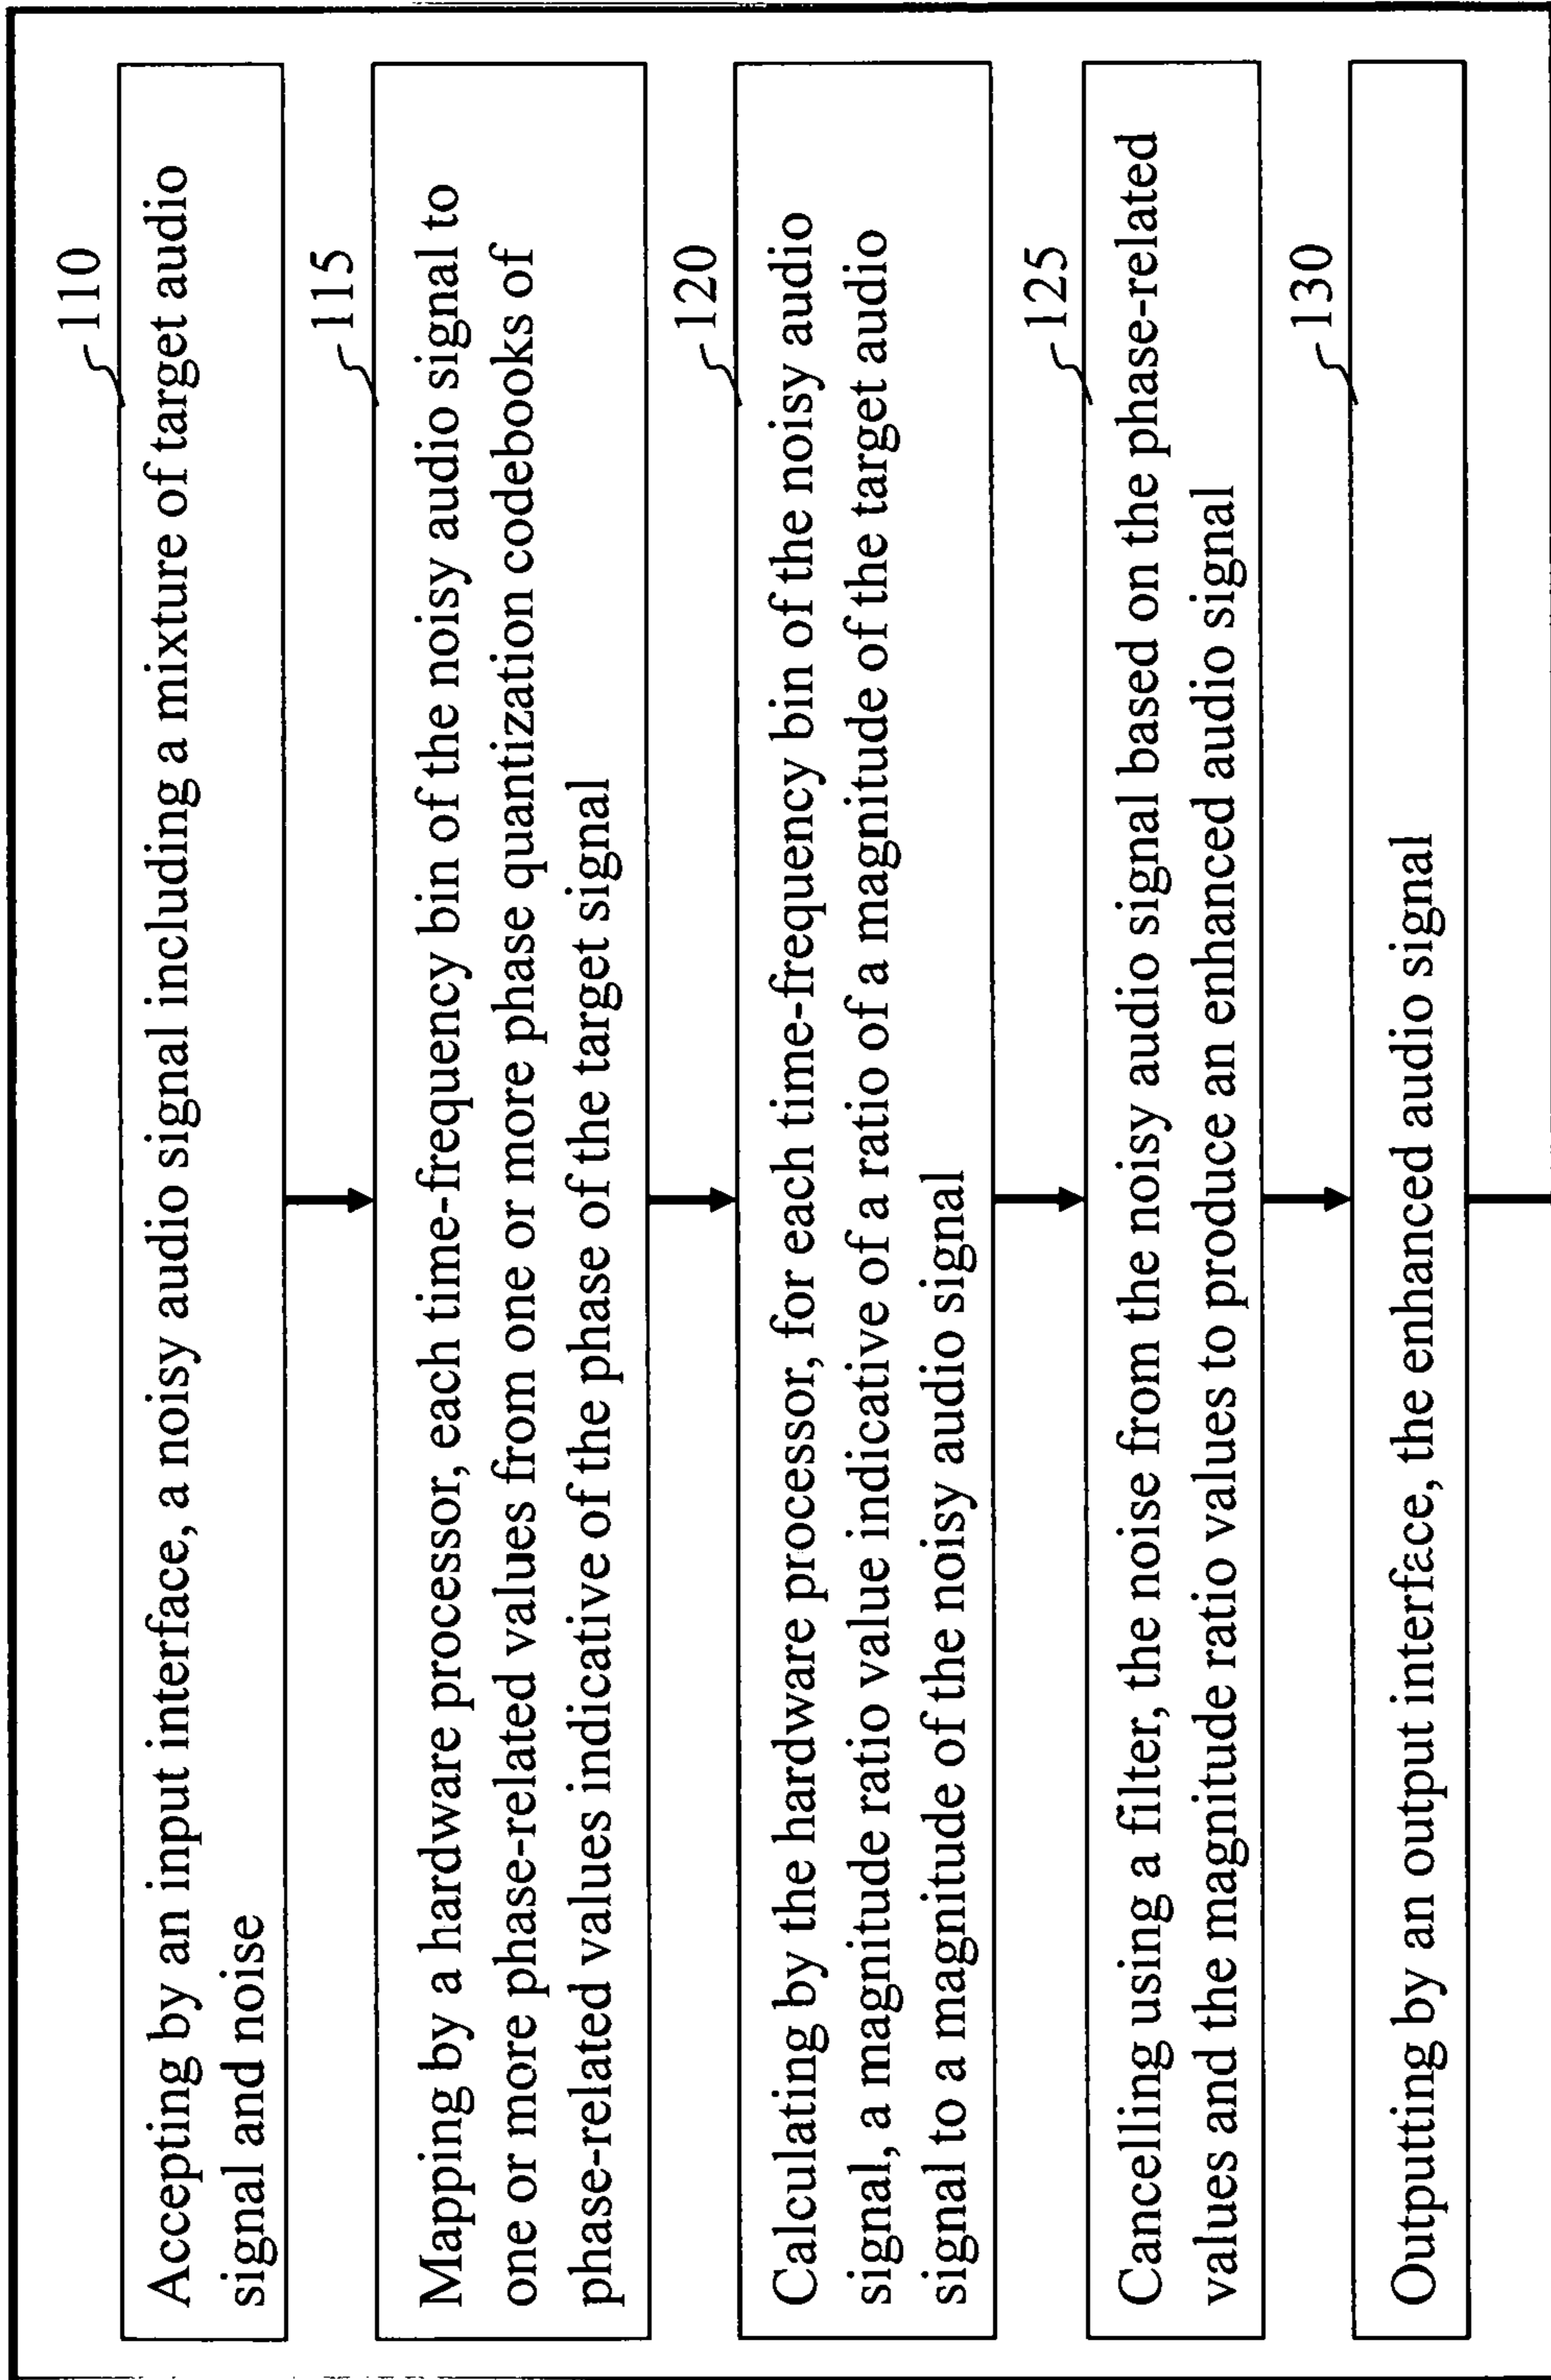 110
Accepting by an input interface, a noisy audio signal including a mixture of target audio
signal and noise
115
Mapping by a hardware processor, each time-frequency bin of the noisy audio signal to
one or more phase-related values from one or more phase quantization codebooks of
phase-related values indicative of the phase of the target signal
120
Calculating by the hardware processor, for each time-frequency bin of the noisy audio
signal, a magnitude ratio value indicative of a ratio of a magnitude of the target audio
signal to a magnitude of the noisy audio signal
125
Cancelling using a filter, the noise from the noisy audio signal based on the phase-related
values and the magnitude ratio values to produce an enhanced audio signal
130
Outputting by an output interface, the enhanced audio signal